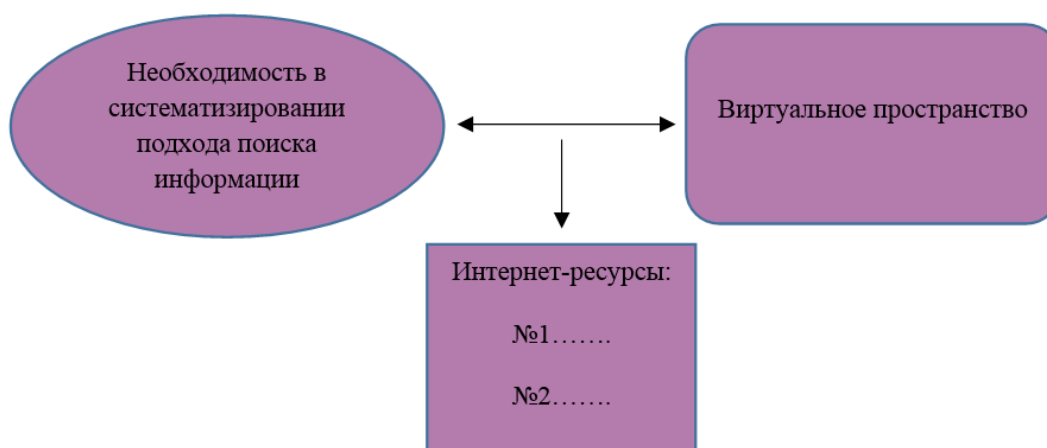 Необходимость в
систематизировании
подхода поиска
информации
Виртуальное пространство
Интернет-ресурсы:
№1…….
№2…….